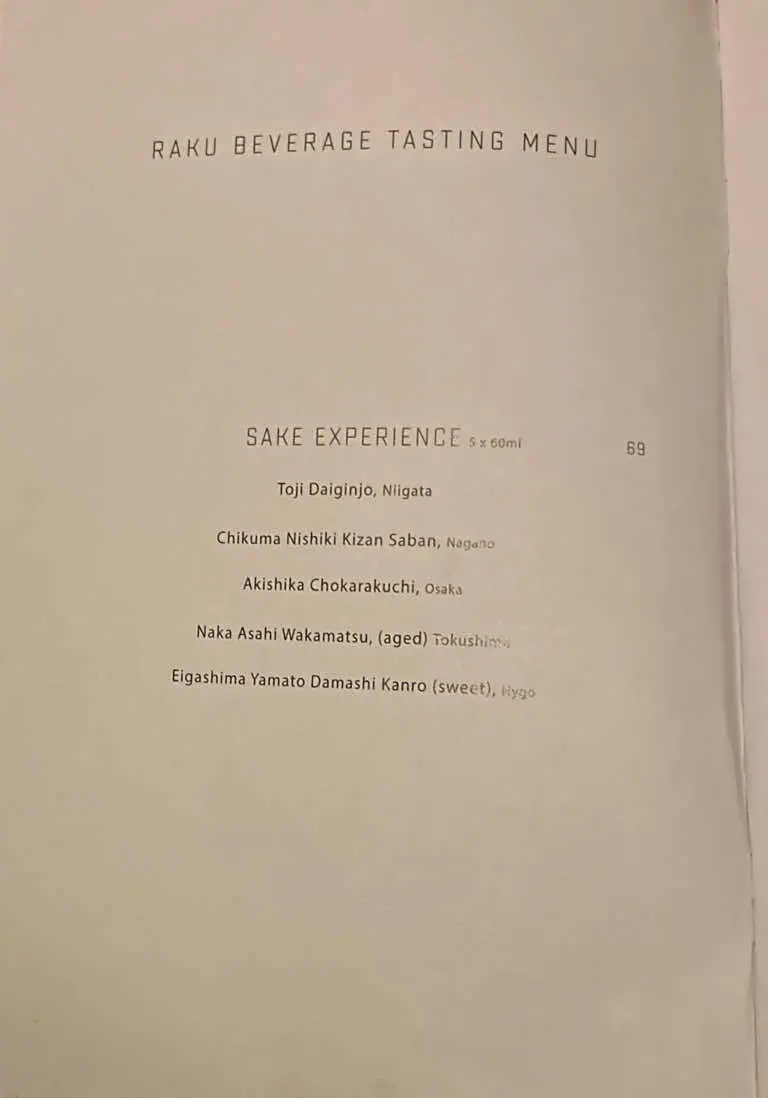 RAKU BEVERAGE TASTING MENU
SAKE EXPERIENCE 5 x 60ml 69
Toji Daiginjo, Niigata
Chikuma Nishiki Kizan Saban, Nagano
Akishika Chokarakuchi, Osaka
Naka Asahi Wakamatsu, (aged) Tokushima
Eigashima Yamato Damashi Kanro (sweet), Hygo